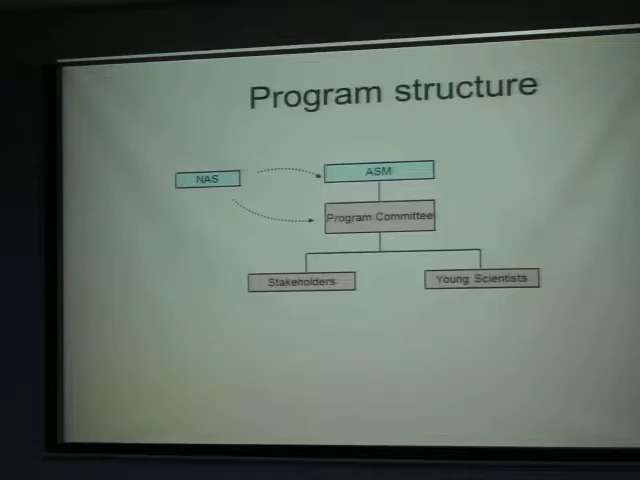 Program structure
NAS
ASM
Program Committee
Stakeholders
Young Scientists